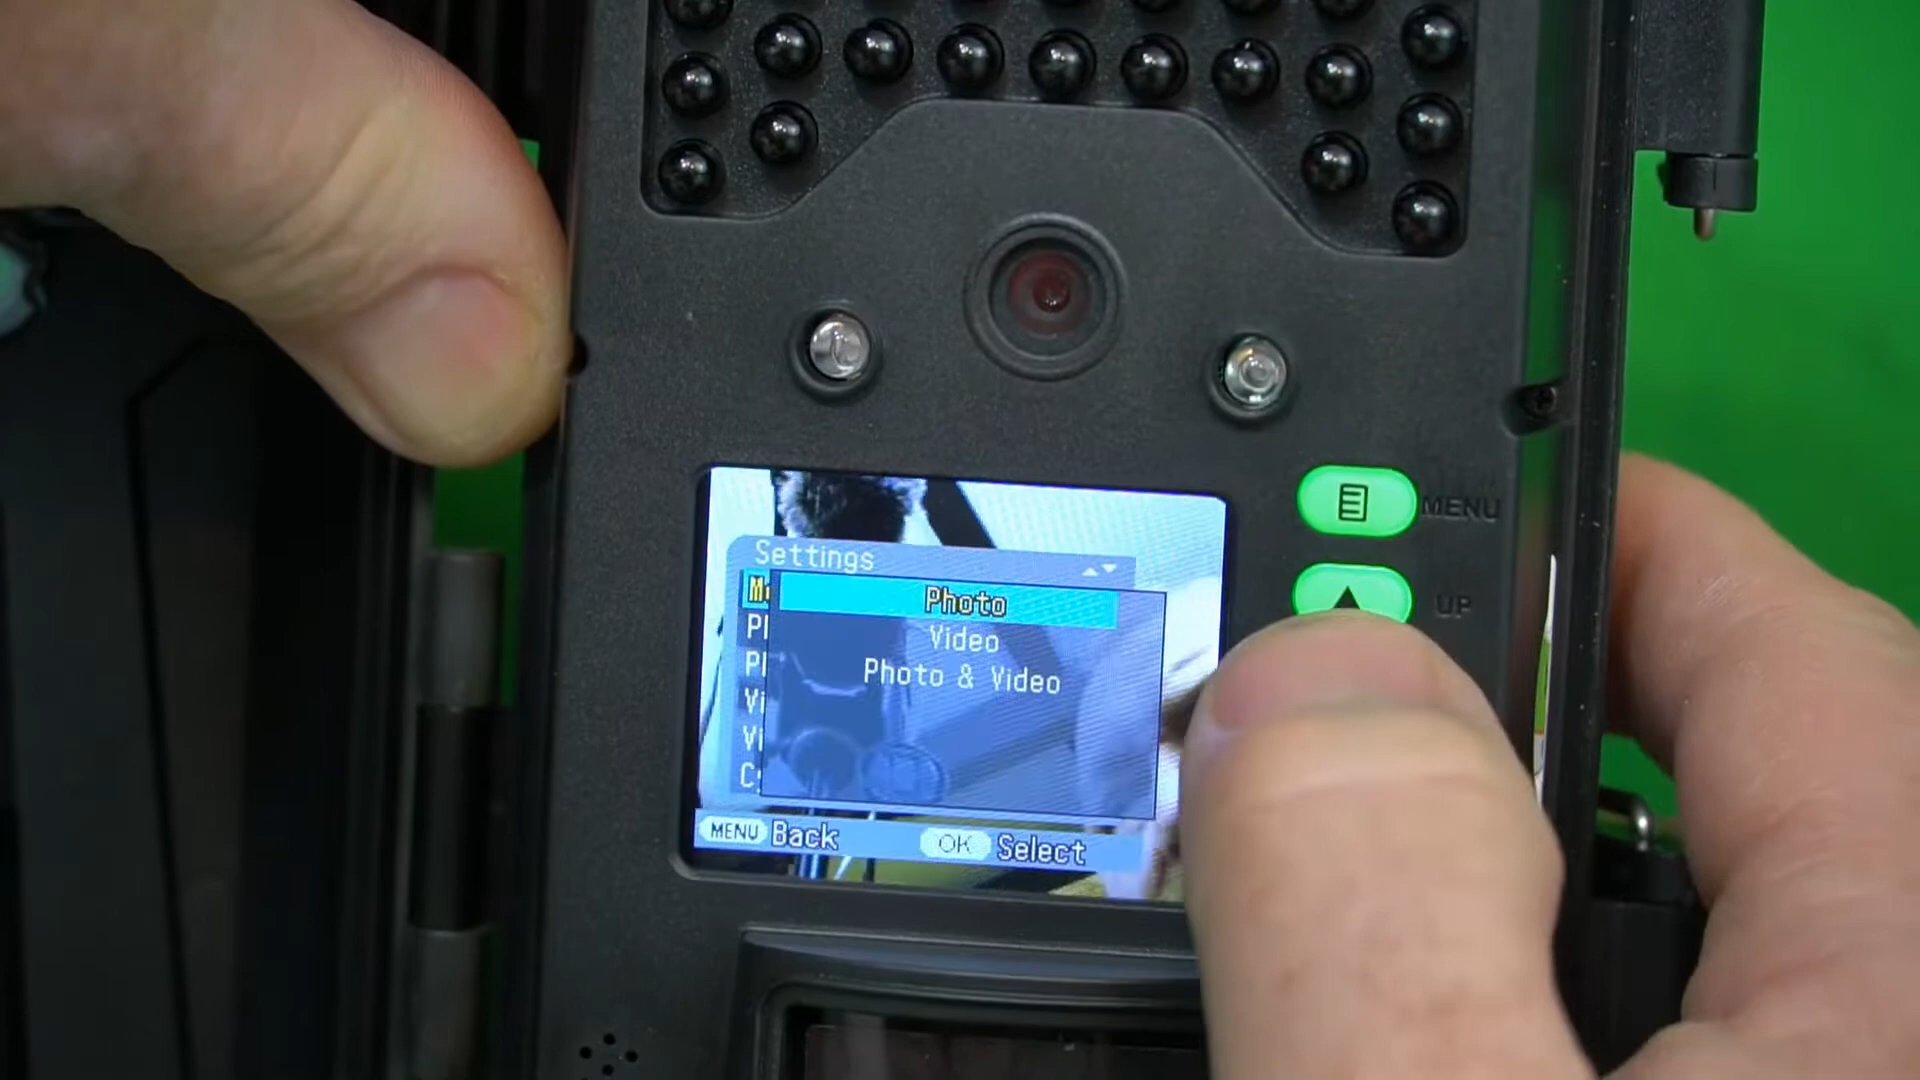 MENU
UP
Settings
Photo
Video
Photo & Video
MENU Back
OK Select